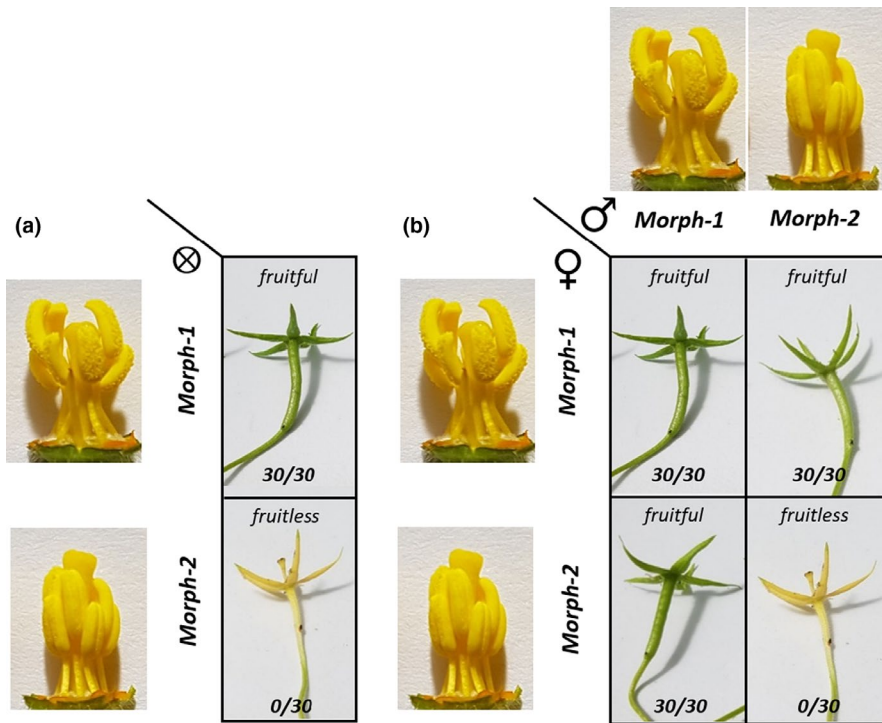 (a)
⊗
fruitful
Morph-1
30/30
fruitless
Morph-2
0/30
(b)
♂ Morph-1 Morph-2
♀
fruitful fruitful
Morph-1
30/30 30/30
fruitful fruitless
Morph-2
30/30 0/30